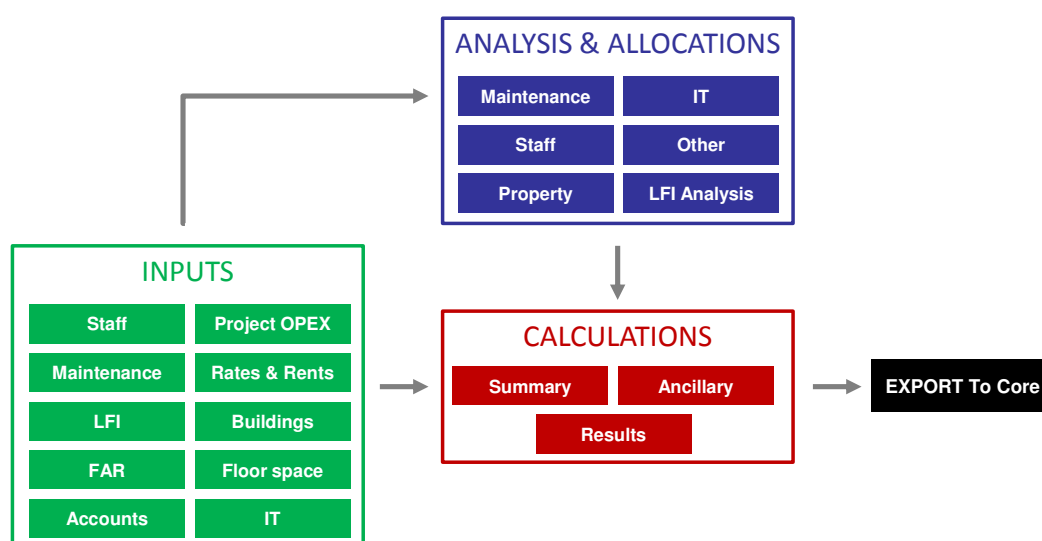 ANALYSIS & ALLOCATIONS
Maintenance IT
Staff Other
Property LFI Analysis
INPUTS
Staff Project OPEX
Maintenance Rates & Rents
LFI Buildings
FAR Floor space
Accounts IT
CALCULATIONS
Summary Ancillary
Results
EXPORT To Core